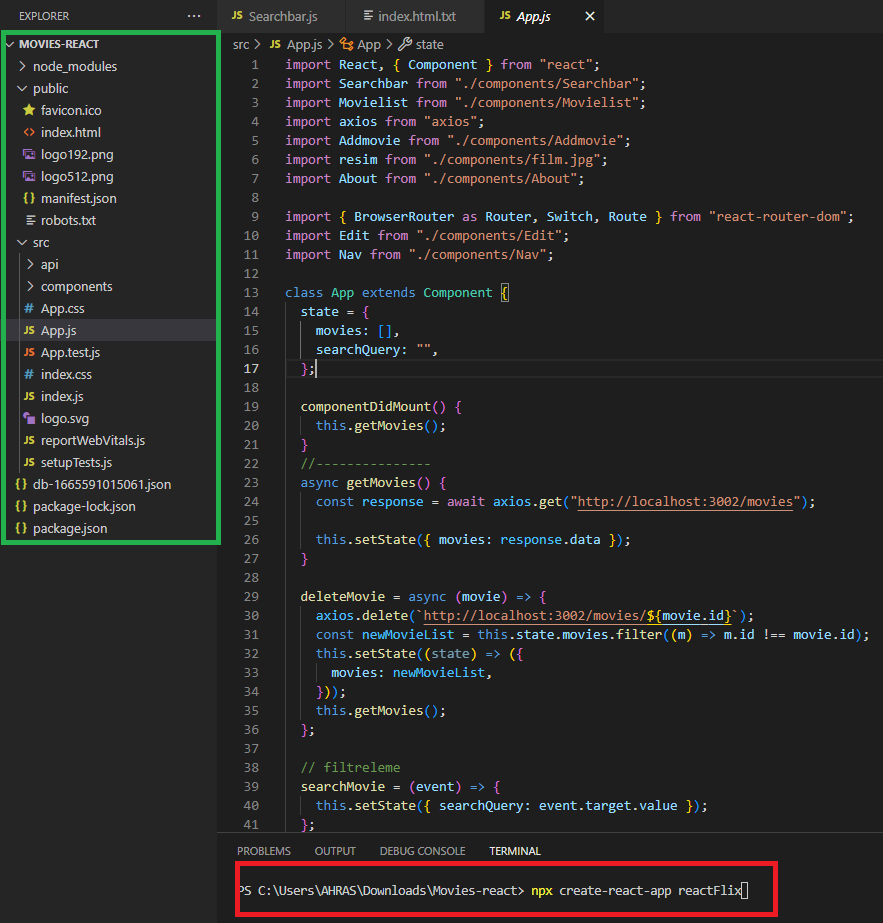 EXPLORER ···
MOVIES-REACT
node_modules
public
favicon.ico
index.html
logo192.png
logo512.png
manifest.json
robots.txt
src
api
components
App.css
App.js
App.test.js
index.css
index.js
logo.svg
reportWebVitals.js
setupTests.js
db-1665591015061.json
package-lock.json
package.json
JS Searchbar.js index.html.txt JS App.js
src > JS App.js > App > state
1 import React, { Component } from "react";
2 import Searchbar from "./components/Searchbar";
3 import Movielist from "./components/Movielist";
4 import axios from "axios";
5 import Addmovie from "./components/Addmovie";
6 import resim from "./components/film.jpg";
7 import About from "./components/About";
8
9 import { BrowserRouter as Router, Switch, Route } from "react-router-dom";
10 import Edit from "./components/Edit";
11 import Nav from "./components/Nav";
12
13 class App extends Component {
14 state = {
15 movies: [],
16 searchQuery: "",
17 };
18
19 componentDidMount() {
20 this.getMovies();
21 }
22 //---------------
23 async getMovies() {
24 const response = await axios.get("http://localhost:3002/movies");
25
26 this.setState({ movies: response.data });
27 }
28
29 deleteMovie = async (movie) => {
30 axios.delete(`http://localhost:3002/movies/${movie.id}`);
31 const newMovieList = this.state.movies.filter((m) => m.id !== movie.id);
32 this.setState((state) => ({
33 movies: newMovieList,
34 }));
35 this.getMovies();
36 };
37
38 // filtreleme
39 searchMovie = (event) => {
40 this.setState({ searchQuery: event.target.value });
41 };
PROBLEMS OUTPUT DEBUG CONSOLE TERMINAL
PS C:\Users\AHRAS\Downloads\Movies-react> npx create-react-app reactFlix